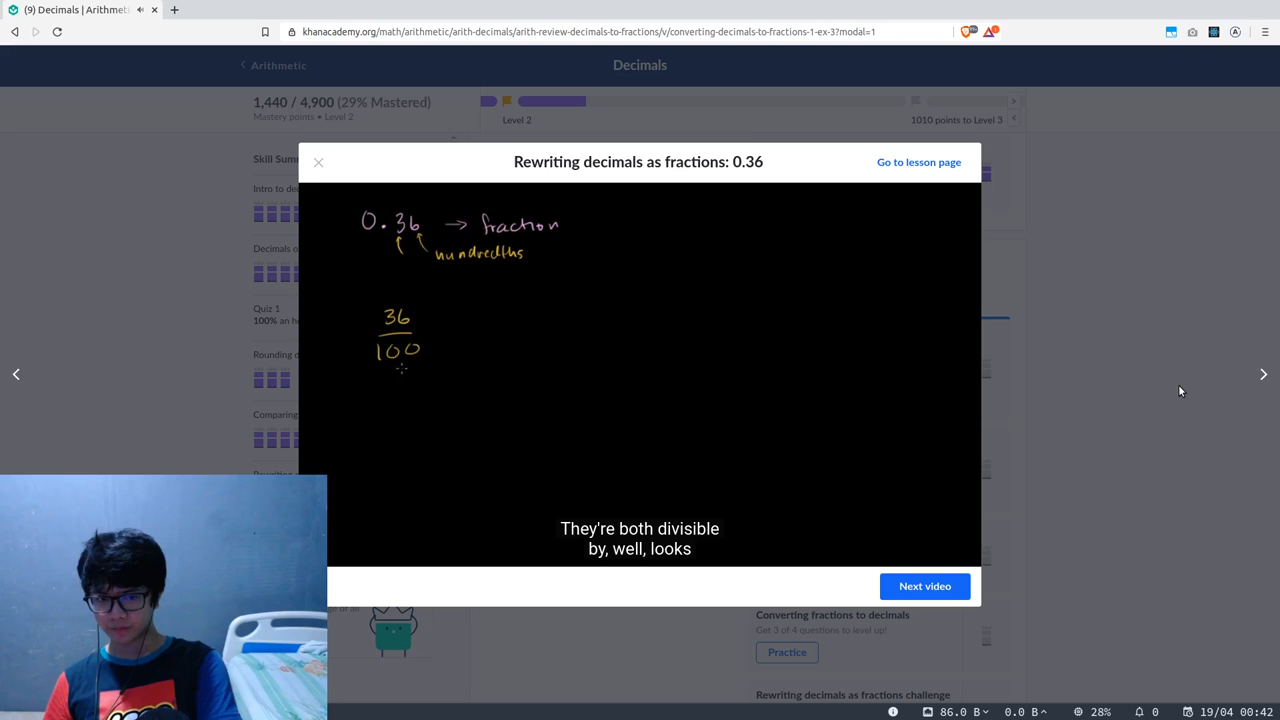 (9) Decimals | Arithmet
khanacademy.org/math/arithmetic/arith-decimals/arith-review-decimals-to-fractions/v/converting-decimals-to-fractions-1-ex-3?modal=1
Arithmetic
Decimals
1,440 / 4,900 (29% Mastered)
Mastery points • Level 2
Level 2
1010 points to Level 3
Skill Sum
Rewriting decimals as fractions: 0.36
Go to lesson page
Intro to de
0.36 → fraction
hundredths
Decimals o
Quiz 1
100% an h
36
100
Rounding d
Comparing
They're both divisible
by, well, looks
Next video
or all
Converting fractions to decimals
Get 3 of 4 questions to level up!
Practice
Rewriting decimals as fractions challenge
86.0 B 0.0 B 28% 0 19/04 00:42